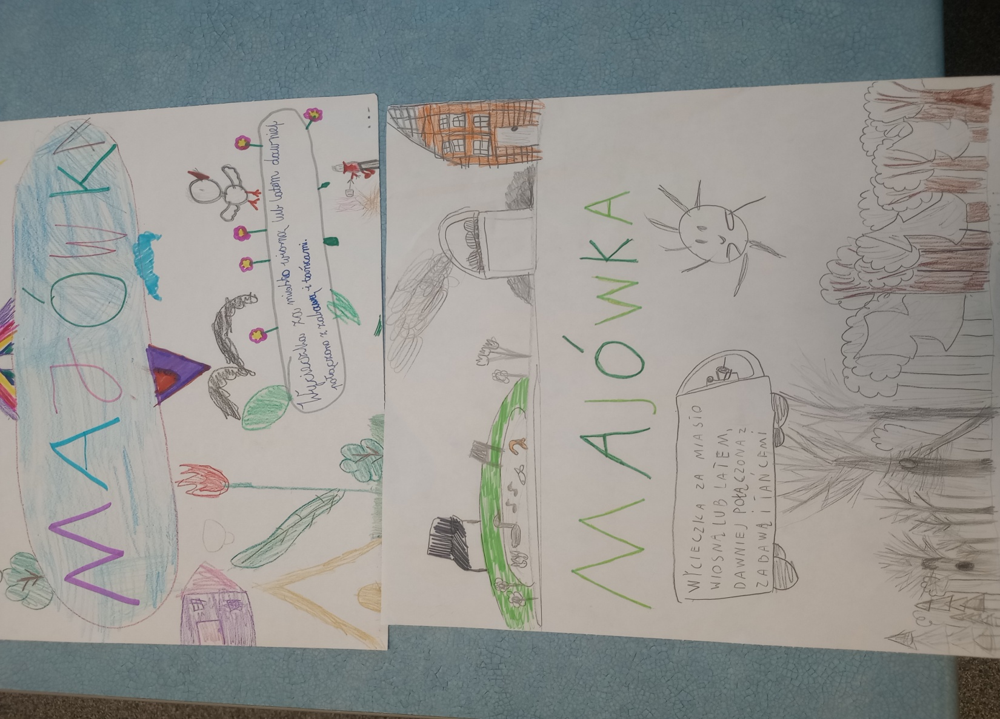 MAJÓWKA
Wycieczka za miasto wiosną lub latem dawniej
połączona z zabawą i tańcami.
MAJÓWKA
WYCIECZKA ZA MIASTO
WIOSNĄ LUB LATEM,
DAWNIEJ POŁĄCZONA Z
ZABAWĄ I TAŃCAMI